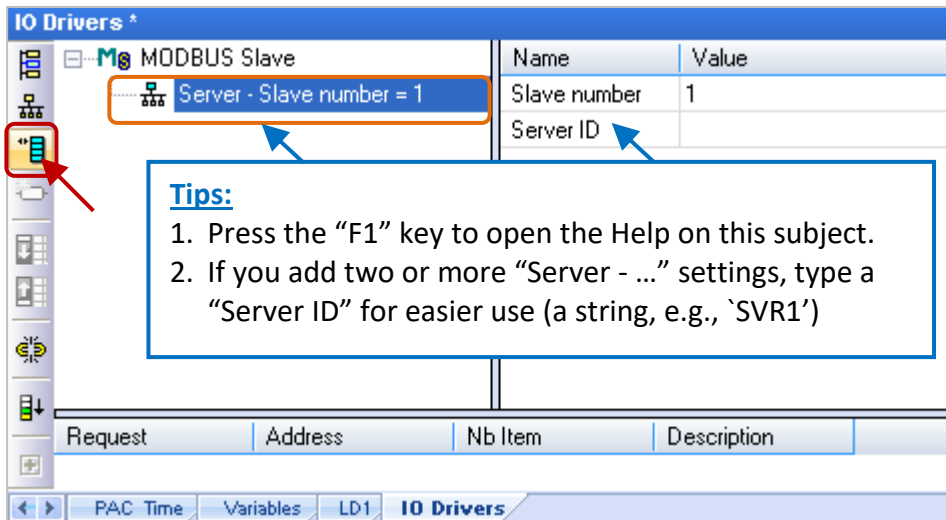 IO Drivers *
Ms MODBUS Slave
Name Value
Server - Slave number = 1
Slave number 1
Server ID
Tips:
1. Press the “F1” key to open the Help on this subject.
2. If you add two or more “Server - …” settings, type a
“Server ID” for easier use (a string, e.g., `SVR1’)
Request Address Nb Item Description
PAC Time Variables LD1 IO Drivers